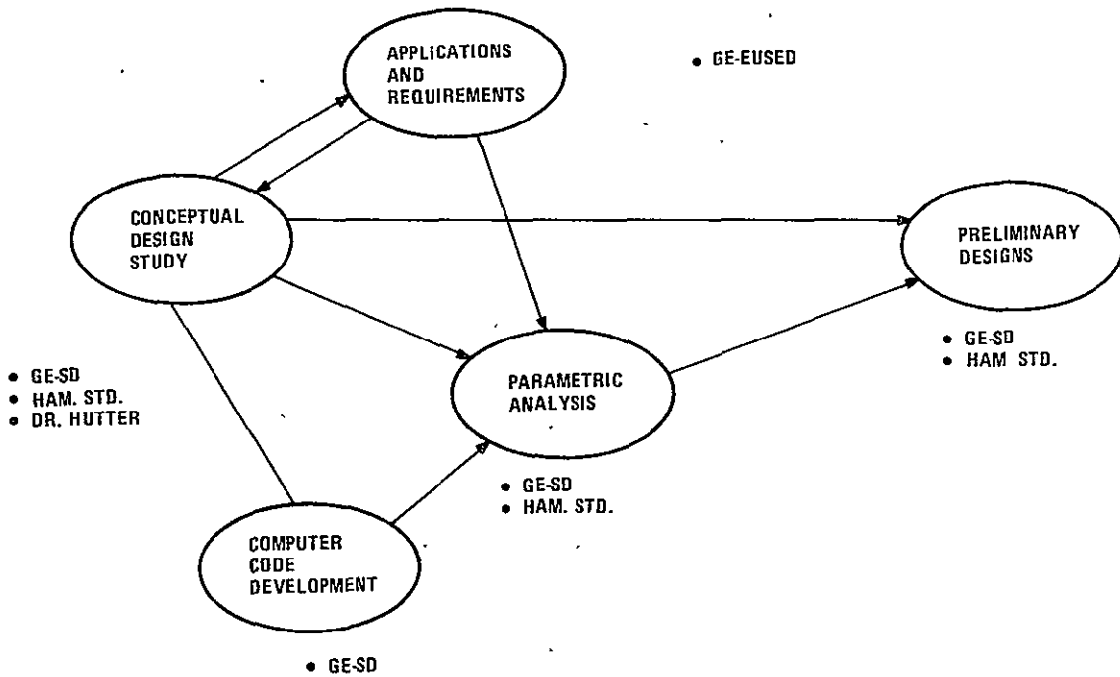 APPLICATIONS
AND
REQUIREMENTS
• GE-EUSED
CONCEPTUAL
DESIGN
STUDY
PRELIMINARY
DESIGNS
• GE-SD
• HAM STD.
• GE-SD
• HAM. STD.
• DR. HUTTER
PARAMETRIC
ANALYSIS
• GE-SD
• HAM. STD.
COMPUTER
CODE
DEVELOPMENT
• GE-SD